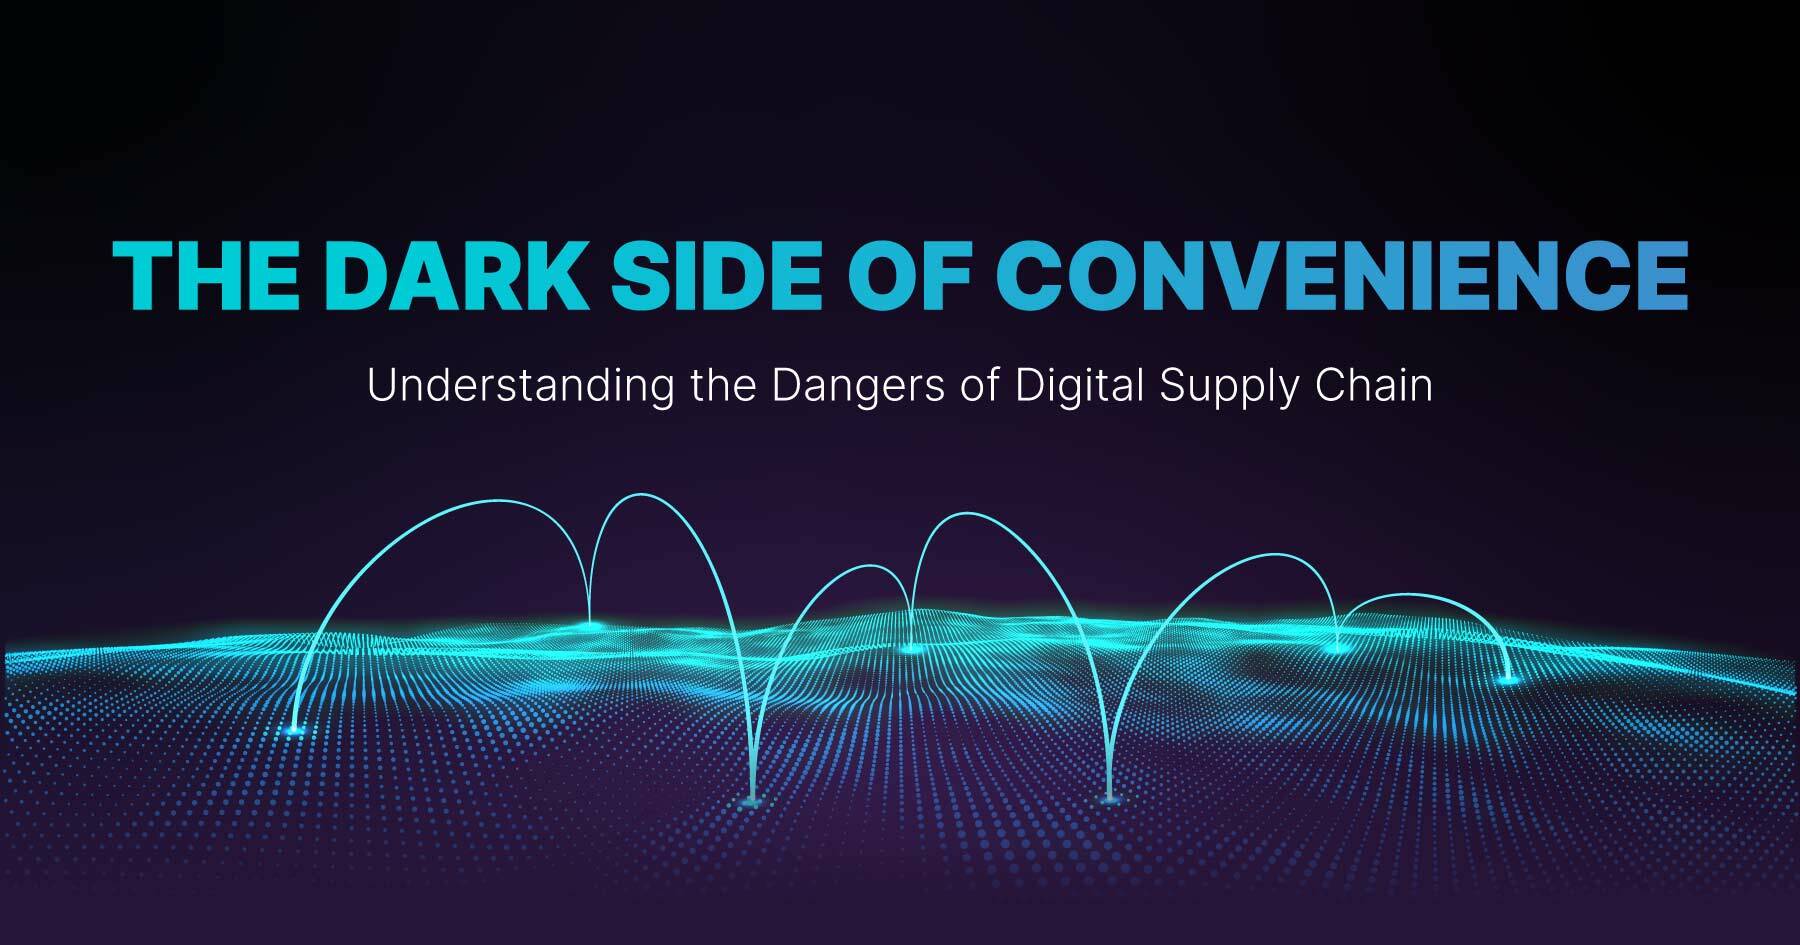 THE DARK SIDE OF CONVENIENCE
Understanding the Dangers of Digital Supply Chain